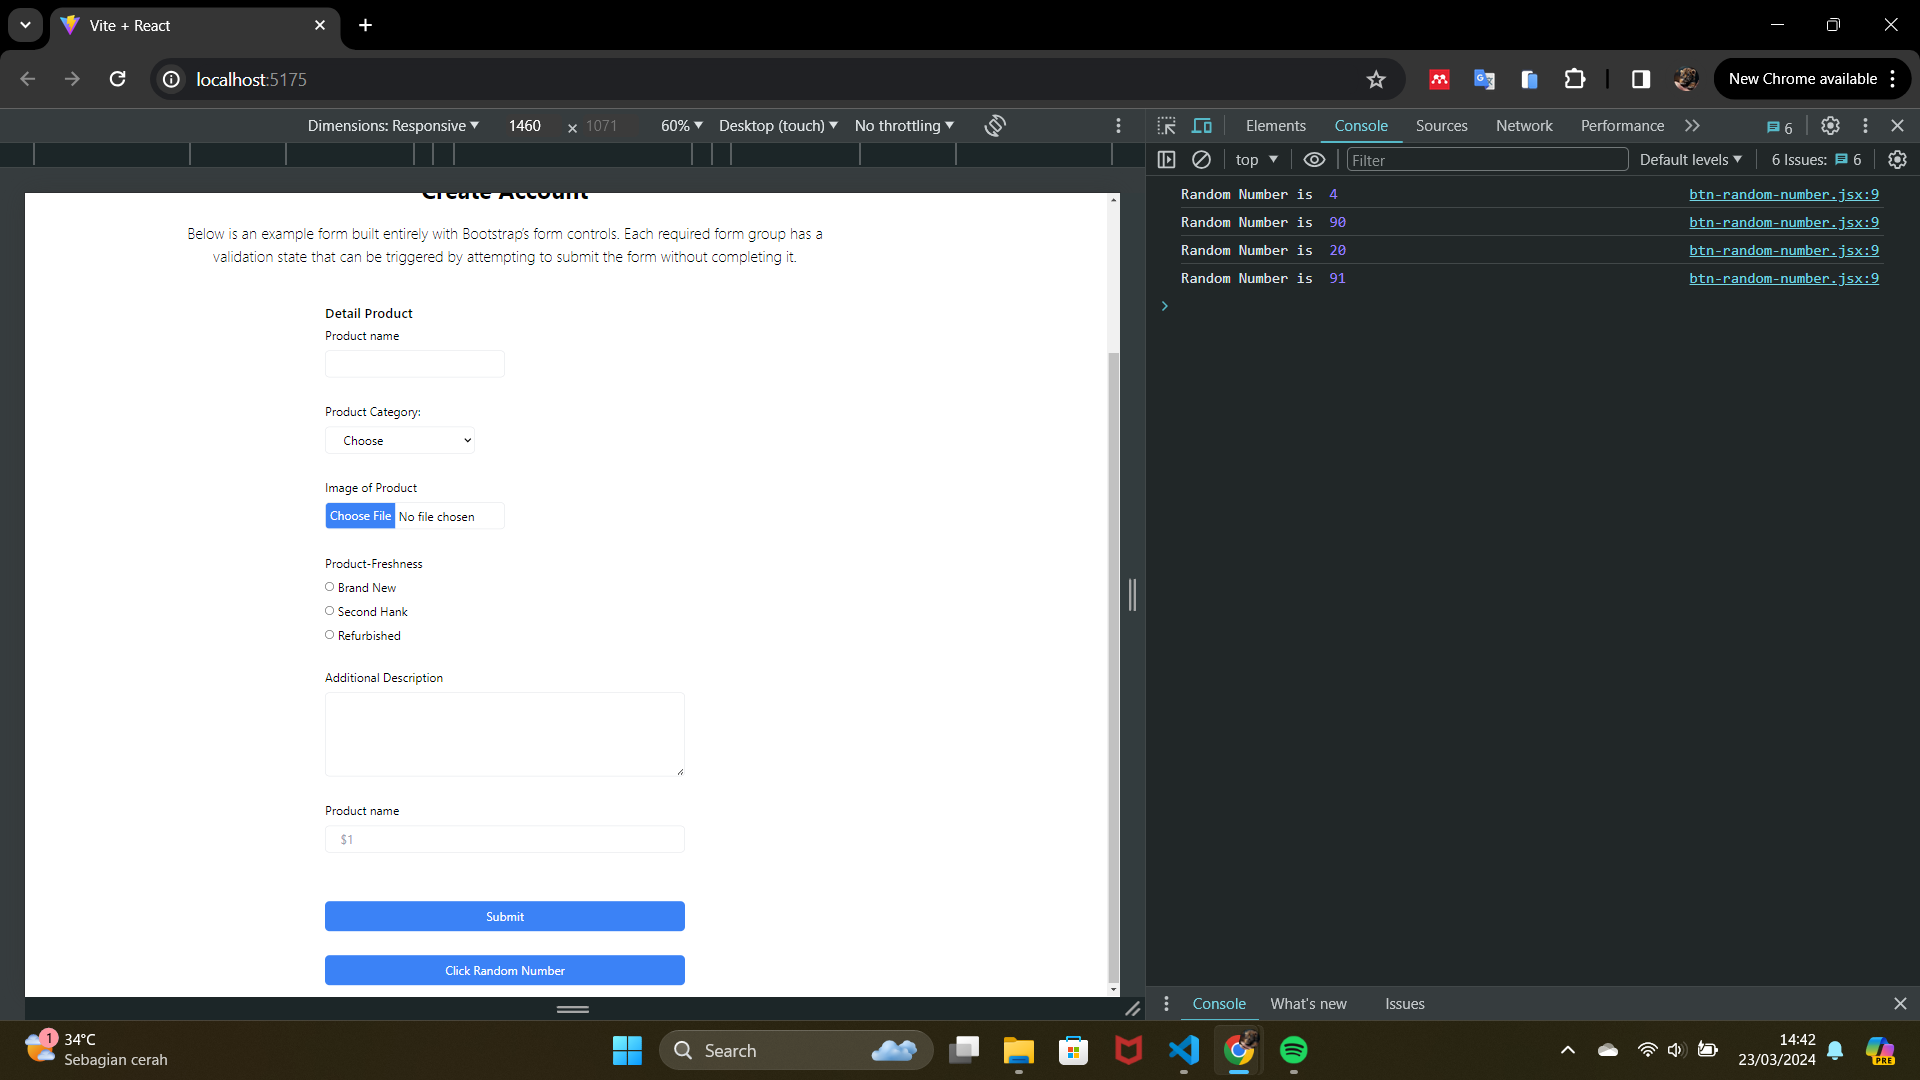 Vite + React
localhost:5175
New Chrome available
Dimensions: Responsive 1460 × 1071 60% Desktop (touch) No throttling
Elements Console Sources Network Performance 6
top Filter Default levels 6 Issues: 6
Create Account
Below is an example form built entirely with Bootstrap's form controls. Each required form group has a
validation state that can be triggered by attempting to submit the form without completing it.
Detail Product
Product name
Product Category:
Choose
Image of Product
Choose File No file chosen
Product-Freshness
Brand New
Second Hank
Refurbished
Additional Description
Product name
$1
Submit
Click Random Number
Random Number is 4 btn-random-number.jsx:9
Random Number is 90 btn-random-number.jsx:9
Random Number is 20 btn-random-number.jsx:9
Random Number is 91 btn-random-number.jsx:9
Console What's new Issues
1
34°C
Sebagian cerah
Search
14:42
23/03/2024
PRE